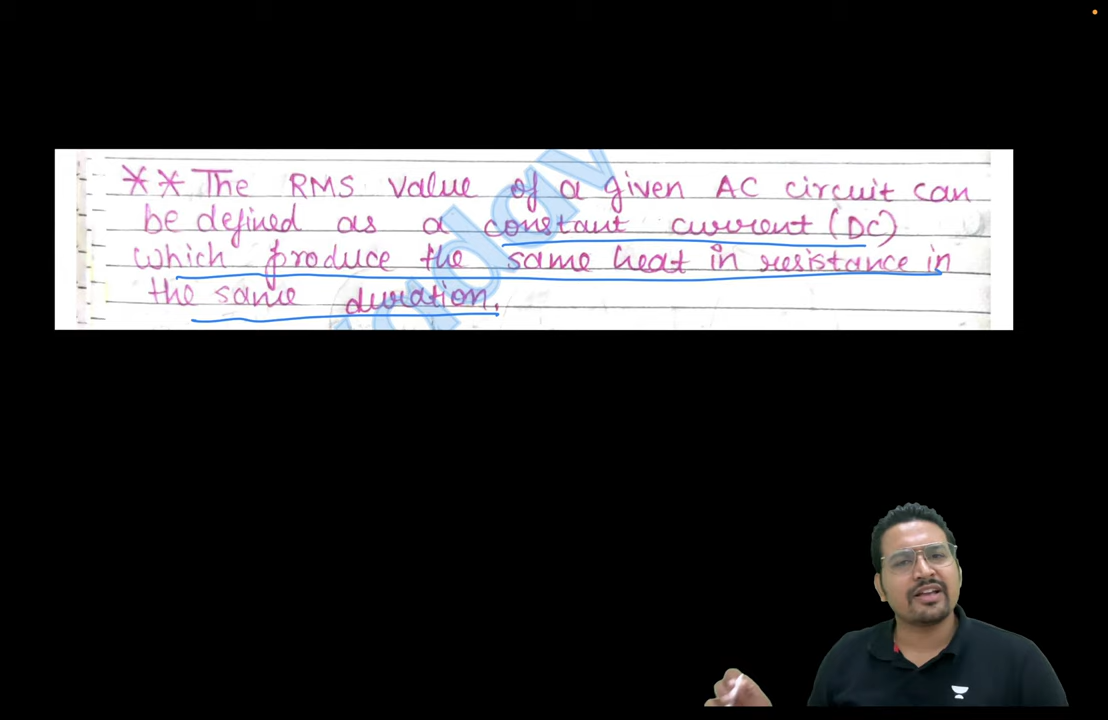 ** The RMS value of a given AC circuit can
be defined as a constant current (DC)
which produce the same heat in resistance in
the same duration.